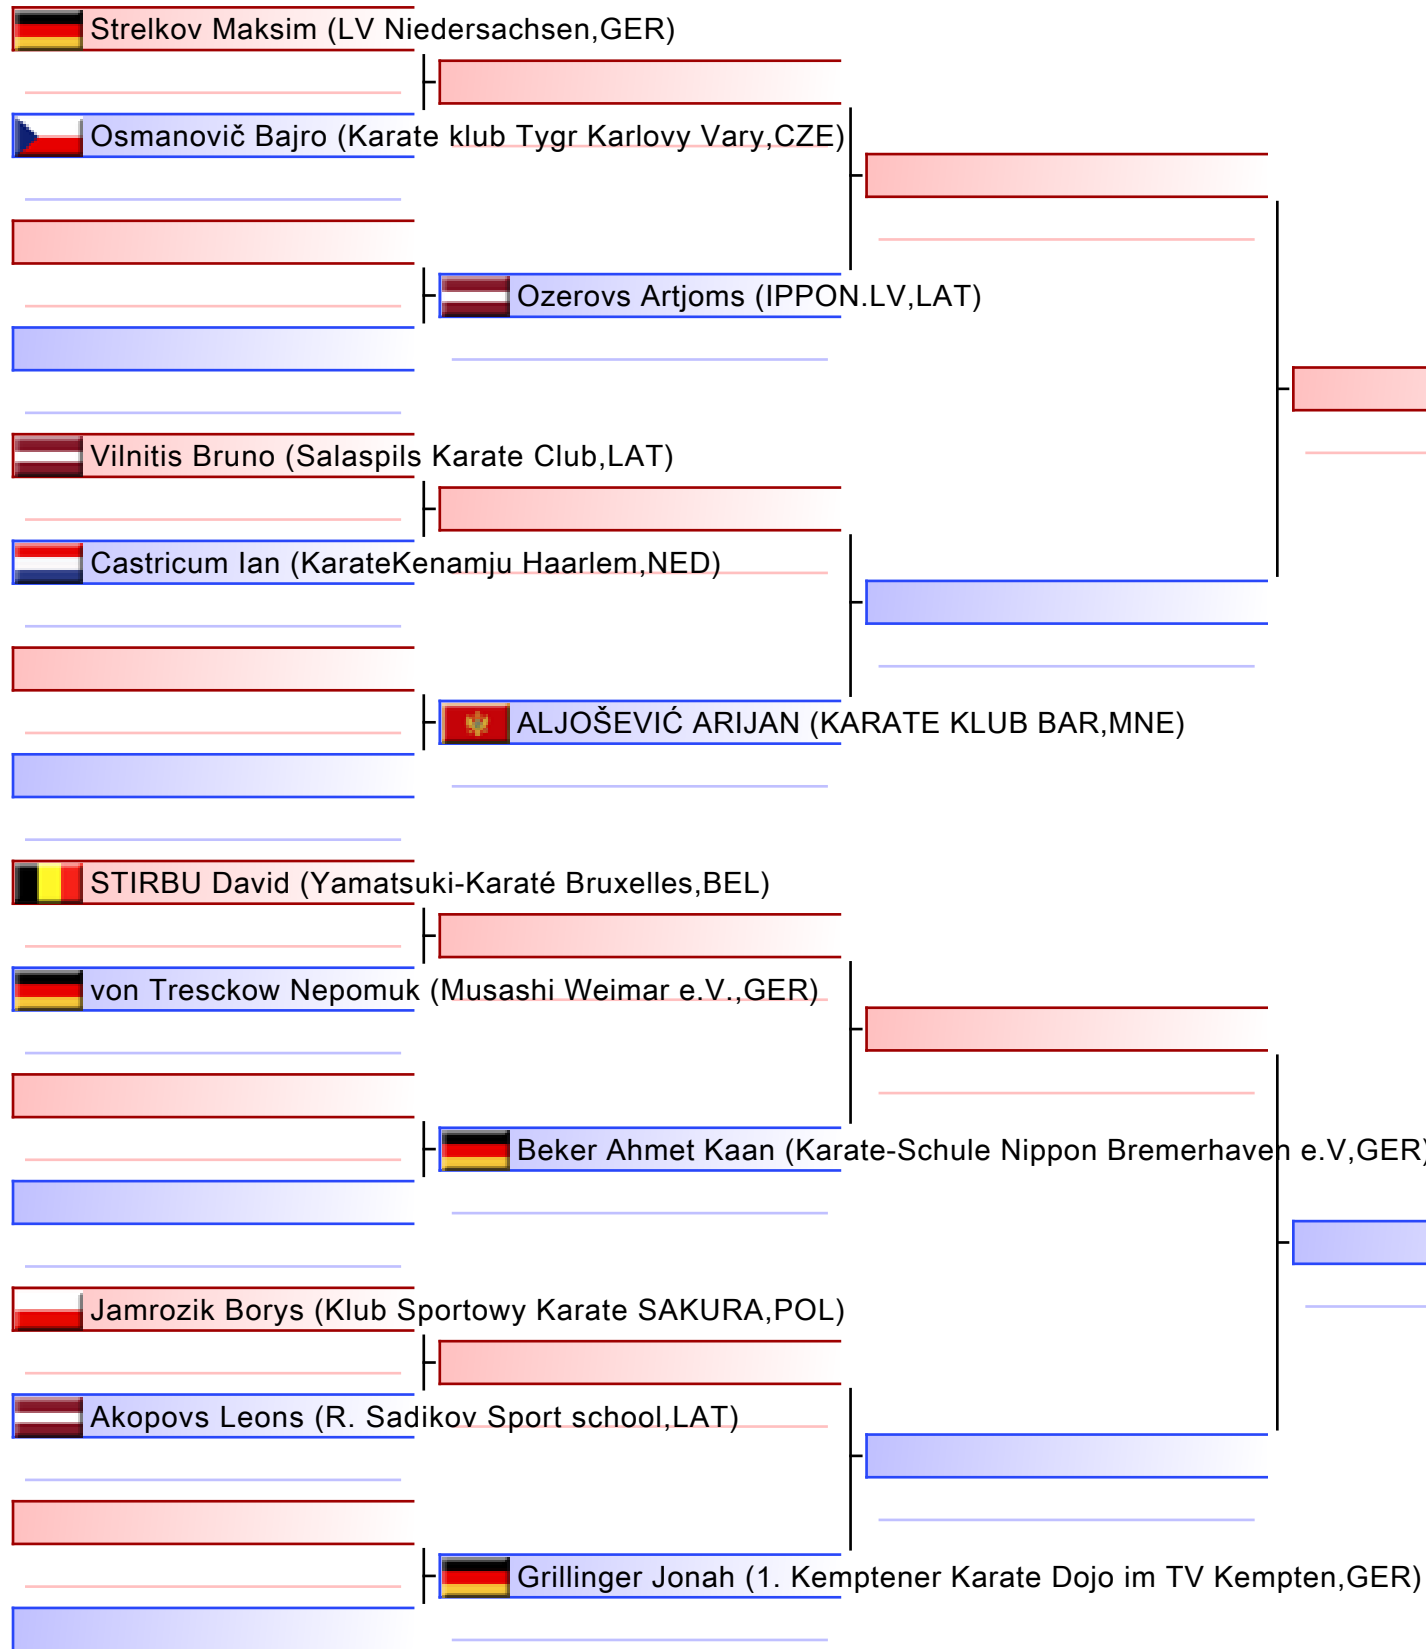 Strelkov Maksim (LV Niedersachsen,GER)
Osmanovič Bajro (Karate klub Tygr Karlovy Vary,CZE)
Ozerovs Artjoms (IPPON.LV,LAT)
Vilnitis Bruno (Salaspils Karate Club,LAT)
Castricum Ian (KarateKenamju Haarlem,NED)
ALJOŠEVIĆ ARIJAN (KARATE KLUB BAR,MNE)
STIRBU David (Yamatsuki-Karaté Bruxelles,BEL)
von Tresckow Nepomuk (Musashi Weimar e.V.,GER)
Beker Ahmet Kaan (Karate-Schule Nippon Bremerhaven e.V,GER)
Jamrozik Borys (Klub Sportowy Karate SAKURA,POL)
Akopovs Leons (R. Sadikov Sport school,LAT)
Grillinger Jonah (1. Kemptener Karate Dojo im TV Kempten,GER)